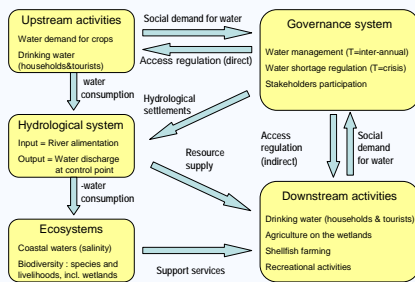 Upstream activities
Water demand for crops
Drinking water
(households&tourists)
Social demand for water
Access regulation (direct)
Governance system
Water management (T=inter-annual)
Water shortage regulation (T=crisis)
Stakeholders participation
-water
consumption
Hydrological
settlements
Hydrological system
Input = River alimentation
Output = Water discharge
at control point
Resource
supply
Access
regulation
(indirect)
Social
demand
for water
-water
consumption
Ecosystems
Coastal waters (salinity)
Biodiversity : species and
livelihoods, incl. wetlands
Support services
Downstream activities
Drinking water (households & tourists)
Agriculture on the wetlands
Shellfish farming
Recreational activities